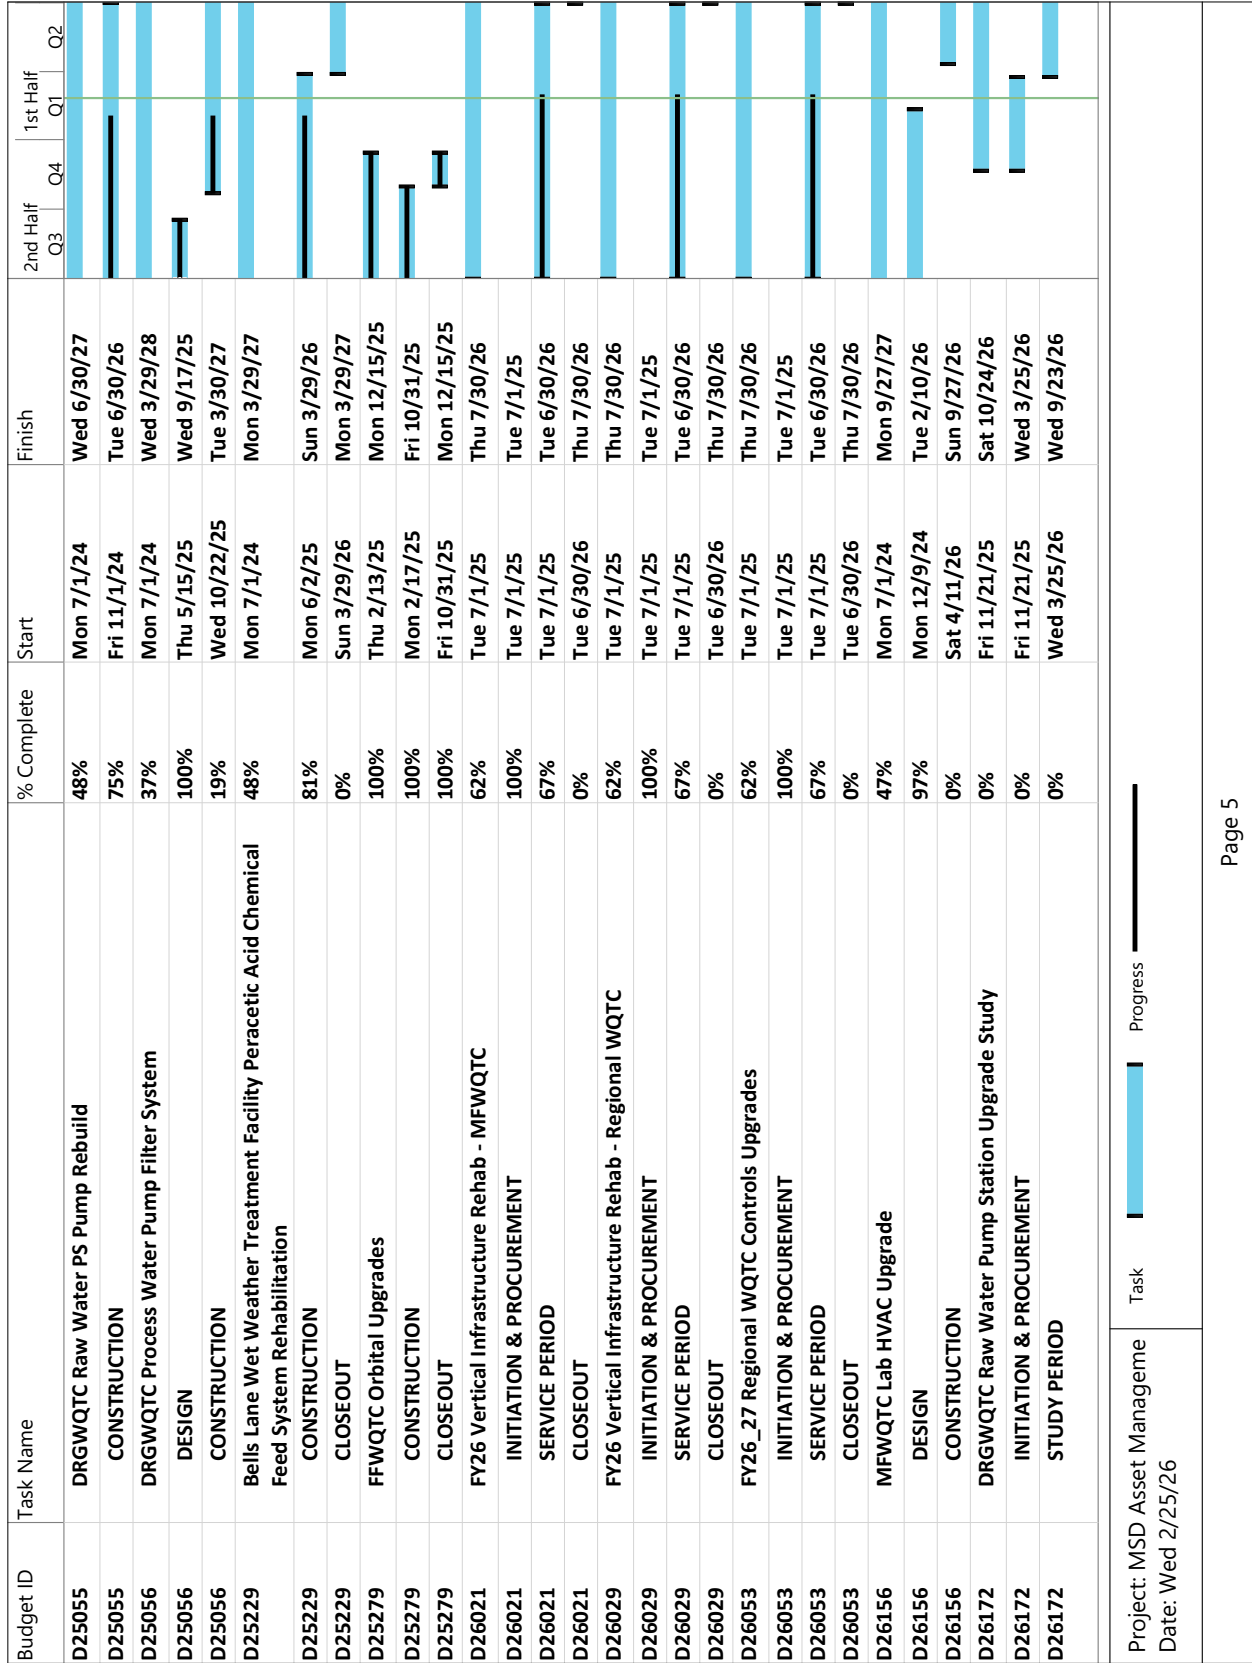 Budget ID Task Name % Complete Start Finish 2nd Half 1st Half
Q3 Q4 Q1 Q2
D25055 DRGWQTC Raw Water PS Pump Rebuild 48% Mon 7/1/24 Wed 6/30/27
D25055 CONSTRUCTION 75% Fri 11/1/24 Tue 6/30/26
D25056 DRGWQTC Process Water Pump Filter System 37% Mon 7/1/24 Wed 3/29/28
D25056 DESIGN 100% Thu 5/15/25 Wed 9/17/25
D25056 CONSTRUCTION 19% Wed 10/22/25 Tue 3/30/27
D25229 Bells Lane Wet Weather Treatment Facility Peracetic Acid Chemical 48% Mon 7/1/24 Mon 3/29/27
Feed System Rehabilitation
D25229 CONSTRUCTION 81% Mon 6/2/25 Sun 3/29/26
D25229 CLOSEOUT 0% Sun 3/29/26 Mon 3/29/27
D25279 FFWQTC Orbital Upgrades 100% Thu 2/13/25 Mon 12/15/25
D25279 CONSTRUCTION 100% Mon 2/17/25 Fri 10/31/25
D25279 CLOSEOUT 100% Fri 10/31/25 Mon 12/15/25
D26021 FY26 Vertical Infrastructure Rehab - MFWQTC 62% Tue 7/1/25 Thu 7/30/26
D26021 INITIATION & PROCUREMENT 100% Tue 7/1/25 Tue 7/1/25
D26021 SERVICE PERIOD 67% Tue 7/1/25 Tue 6/30/26
D26021 CLOSEOUT 0% Tue 6/30/26 Thu 7/30/26
D26029 FY26 Vertical Infrastructure Rehab - Regional WQTC 62% Tue 7/1/25 Thu 7/30/26
D26029 INITIATION & PROCUREMENT 100% Tue 7/1/25 Tue 7/1/25
D26029 SERVICE PERIOD 67% Tue 7/1/25 Tue 6/30/26
D26029 CLOSEOUT 0% Tue 6/30/26 Thu 7/30/26
D26053 FY26_27 Regional WQTC Controls Upgrades 62% Tue 7/1/25 Thu 7/30/26
D26053 INITIATION & PROCUREMENT 100% Tue 7/1/25 Tue 7/1/25
D26053 SERVICE PERIOD 67% Tue 7/1/25 Tue 6/30/26
D26053 CLOSEOUT 0% Tue 6/30/26 Thu 7/30/26
D26156 MFWQTC Lab HVAC Upgrade 47% Mon 7/1/24 Mon 9/27/27
D26156 DESIGN 97% Mon 12/9/24 Tue 2/10/26
D26156 CONSTRUCTION 0% Sat 4/11/26 Sun 9/27/26
D26172 DRGWQTC Raw Water Pump Station Upgrade Study 0% Fri 11/21/25 Sat 10/24/26
D26172 INITIATION & PROCUREMENT 0% Fri 11/21/25 Wed 3/25/26
D26172 STUDY PERIOD 0% Wed 3/25/26 Wed 9/23/26
Project: MSD Asset Manageme
Date: Wed 2/25/26
Task Progress
Page 5